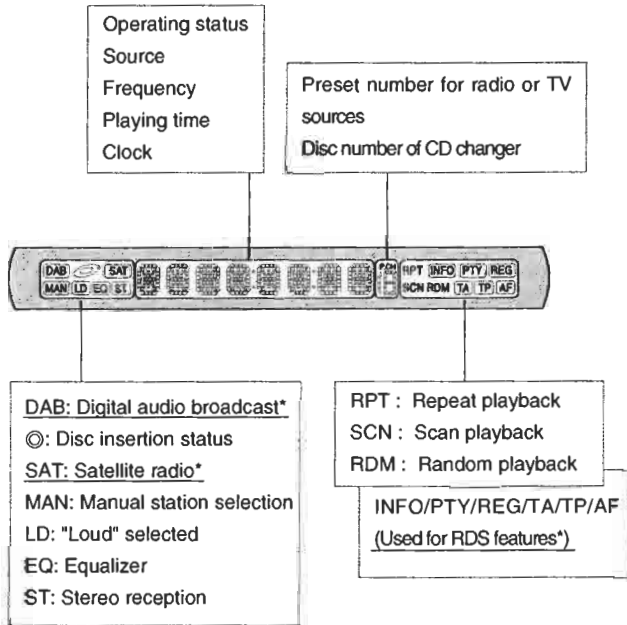 Operating status
Source
Frequency
Playing time
Clock
Preset number for radio or TV
sources
Disc number of CD changer
DAB SAT RPT INFO PTY REG
MAN LD EQ ST SCN RDM TA TP AF
DAB: Digital audio broadcast*
◎: Disc insertion status
SAT: Satellite radio*
MAN: Manual station selection
LD: "Loud" selected
EQ: Equalizer
ST: Stereo reception
RPT : Repeat playback
SCN : Scan playback
RDM : Random playback
INFO/PTY/REG/TA/TP/AF
(Used for RDS features*)